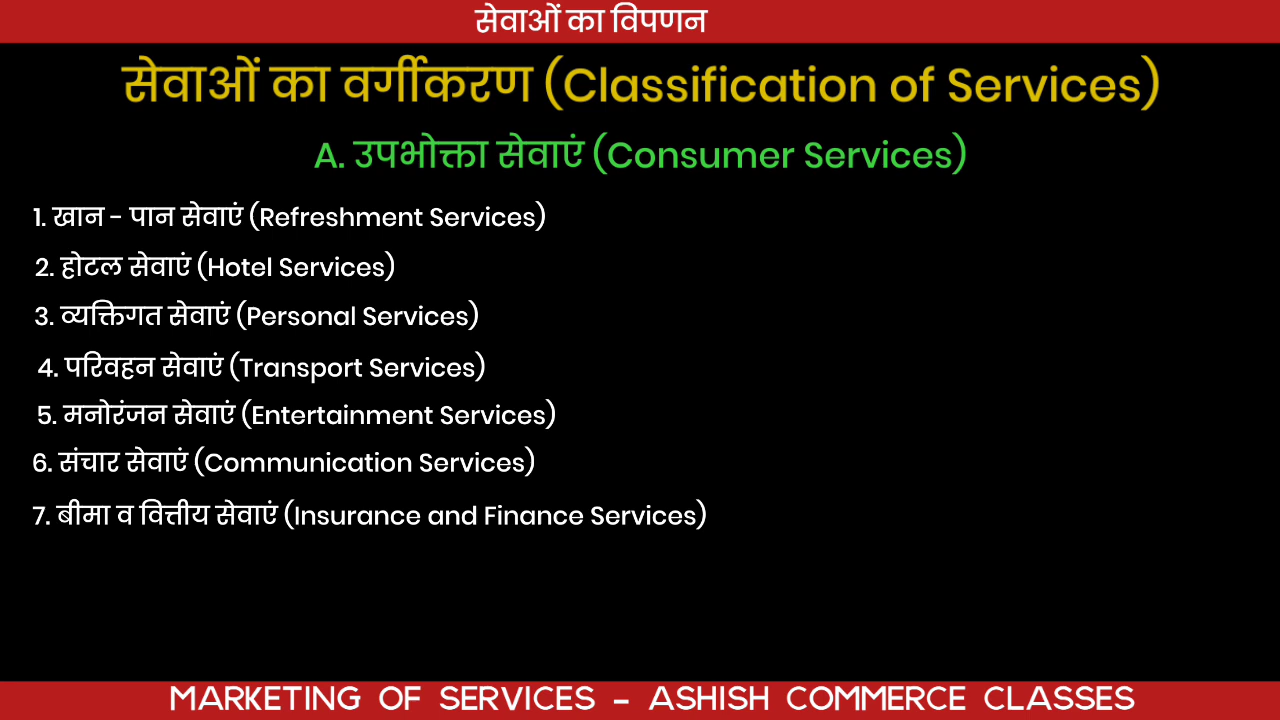 सेवाओं का विपणन
सेवाओं का वर्गीकरण (Classification of Services)
A. उपभोक्ता सेवाएं (Consumer Services)
1. खान - पान सेवाएं (Refreshment Services)
2. होटल सेवाएं (Hotel Services)
3. व्यक्तिगत सेवाएं (Personal Services)
4. परिवहन सेवाएं (Transport Services)
5. मनोरंजन सेवाएं (Entertainment Services)
6. संचार सेवाएं (Communication Services)
7. बीमा व वित्तीय सेवाएं (Insurance and Finance Services)
MARKETING OF SERVICES - ASHISH COMMERCE CLASSES